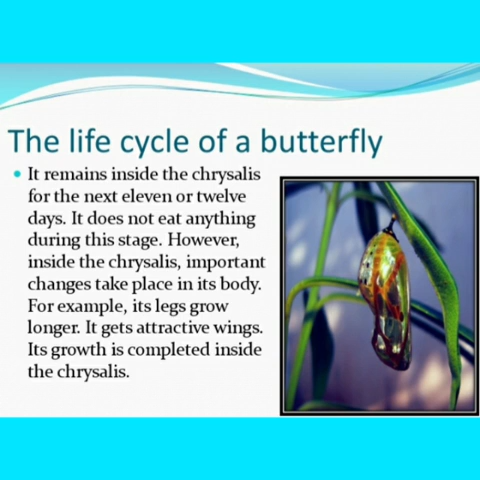 The life cycle of a butterfly
It remains inside the chrysalis
for the next eleven or twelve
days. It does not eat anything
during this stage. However,
inside the chrysalis, important
changes take place in its body.
For example, its legs grow
longer. It gets attractive wings.
Its growth is completed inside
the chrysalis.